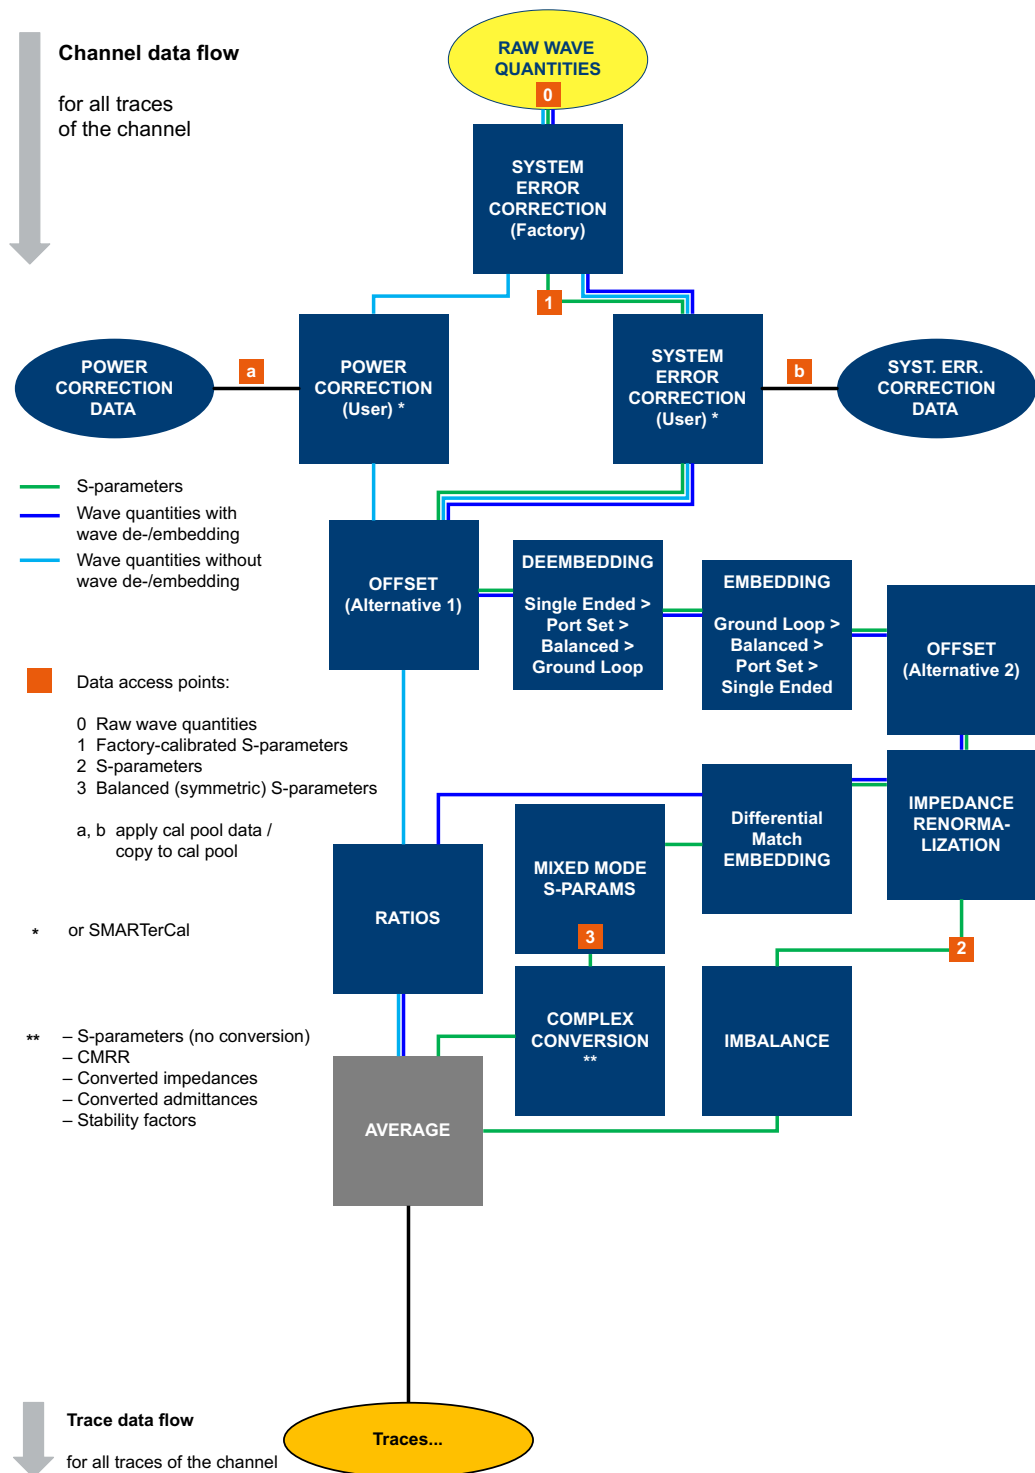 Channel data flow
for all traces
of the channel
RAW WAVE
QUANTITIES
0
SYSTEM
ERROR
CORRECTION
(Factory)
1
POWER
CORRECTION
DATA
a
POWER
CORRECTION
(User) *
SYSTEM
ERROR
CORRECTION
(User) *
b
SYST. ERR.
CORRECTION
DATA
S-parameters
Wave quantities with
wave de-/embedding
Wave quantities without
wave de-/embedding
OFFSET
(Alternative 1)
DEEMBEDDING
Single Ended >
Port Set >
Balanced >
Ground Loop
EMBEDDING
Ground Loop >
Balanced >
Port Set >
Single Ended
OFFSET
(Alternative 2)
Data access points:
0 Raw wave quantities
1 Factory-calibrated S-parameters
2 S-parameters
3 Balanced (symmetric) S-parameters
a, b apply cal pool data /
copy to cal pool
* or SMARTerCal
** – S-parameters (no conversion)
– CMRR
– Converted impedances
– Converted admittances
– Stability factors
RATIOS
MIXED MODE
S-PARAMS
3
Differential
Match
EMBEDDING
IMPEDANCE
RENORMA-
LIZATION
2
COMPLEX
CONVERSION
**
IMBALANCE
AVERAGE
Trace data flow
for all traces of the channel
Traces...